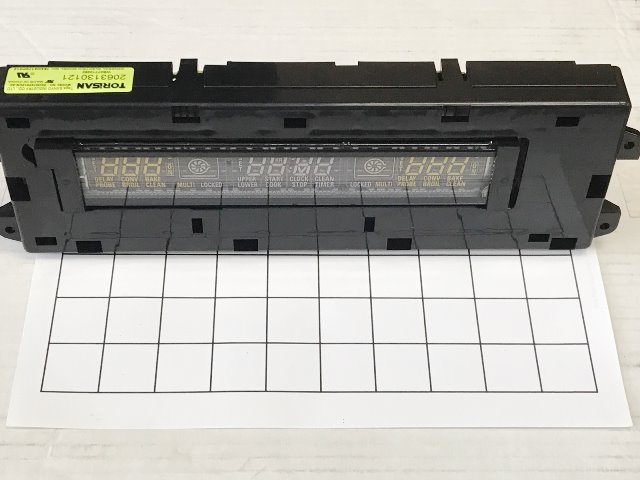 TORISAN
2063130121
DELAY CONV BAKE
PROBE BROIL CLEAN MULTI LOCKED
UPPER START CLOCK CLEAN
LOWER COOK STOP TIMER
DELAY CONV BAKE
LOCKED MULTI PROBE BROIL CLEAN